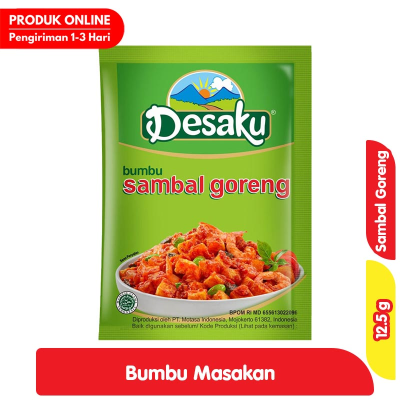 PRODUK ONLINE
Pengiriman 1-3 Hari
Desaku®
bumbu
sambal goreng
BPOM RI MD 655613022098
Diproduksi oleh PT. Motasa Indonesia, Mojokerto 61382, Indonesia
Baik digunakan sebelum/ Kode Produksi (Lihat pada kemasan)
Sambal Goreng
12.5 g
Bumbu Masakan